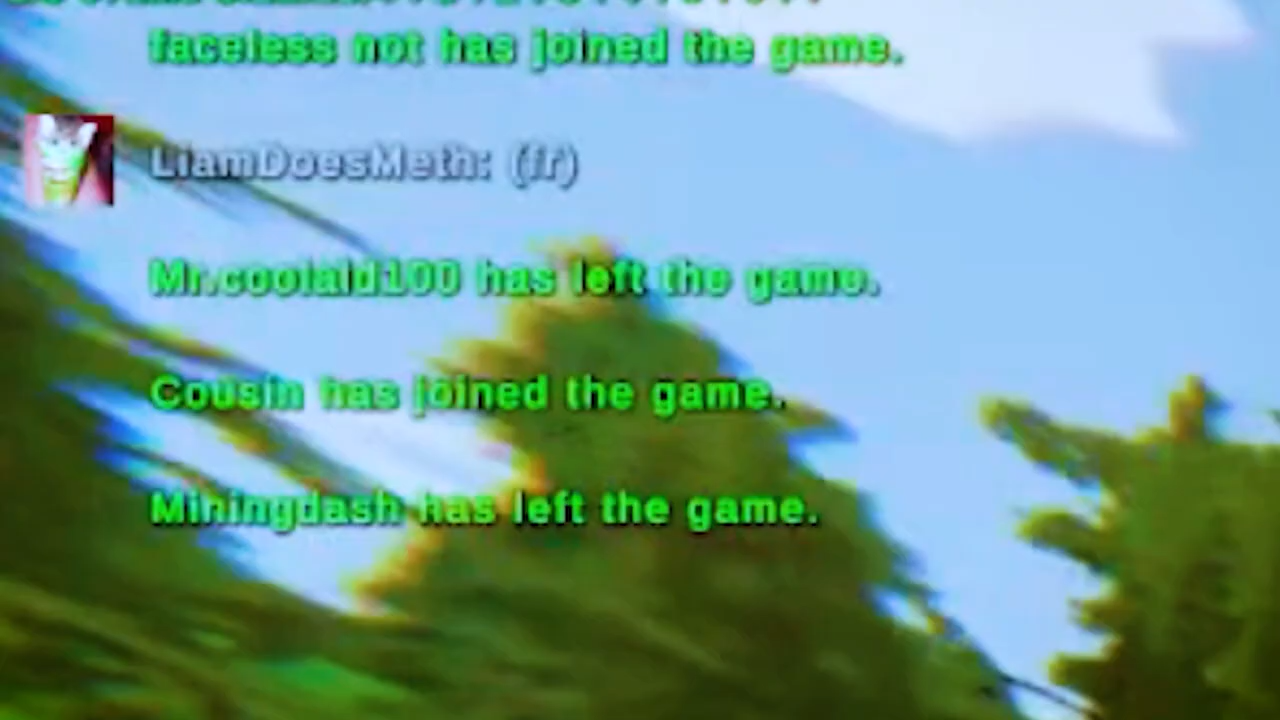 faceless not has joined the game.
LiamDoesMeth: (fr)
Mr.coolaid100 has left the game.
Cousin has joined the game.
Miningdash has left the game.